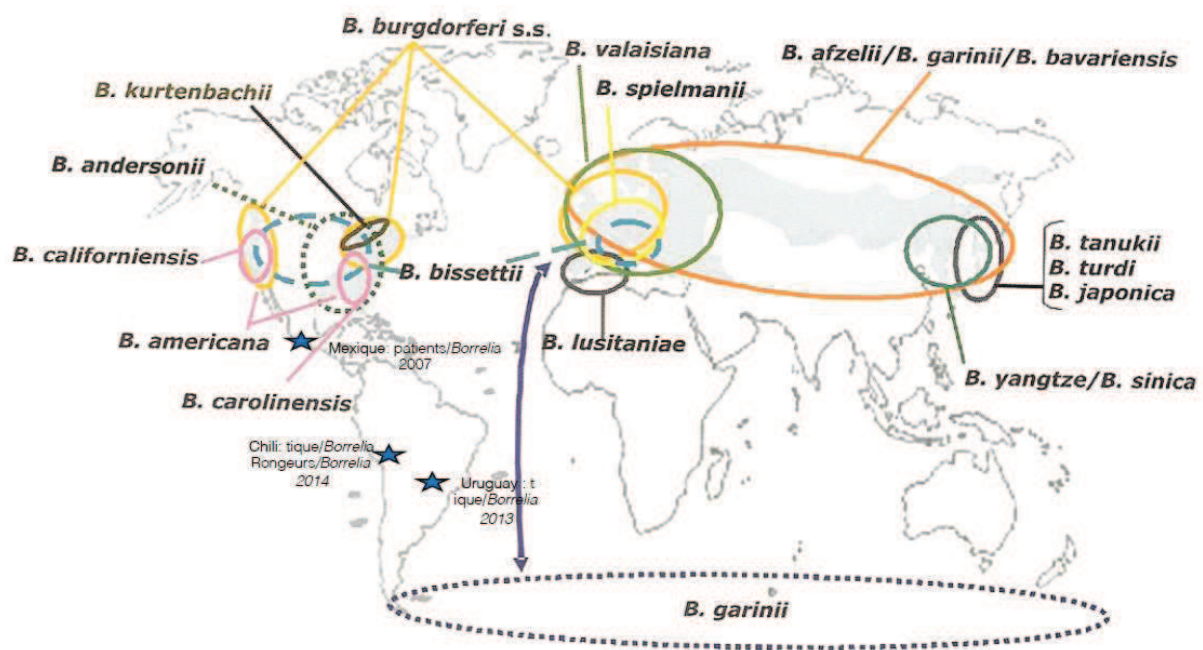 B. burgdorferi s.s.
B. valaisiana
B. afzelii/B. garinii/B. bavariensis
B. spielmanii
B. kurtenbachii
B. andersonii
B. californiensis
B. bissettii
B. tanukii
B. turdi
B. japonica
B. americana
Mexique: patients/Borrelia
2007
B. lusitaniae
B. yangtze/B. sinica
B. carolinensis
Chili: tique/Borrelia
Rongeurs/Borrelia
2014
Uruguay : t
ique/Borrelia
2013
B. garinii